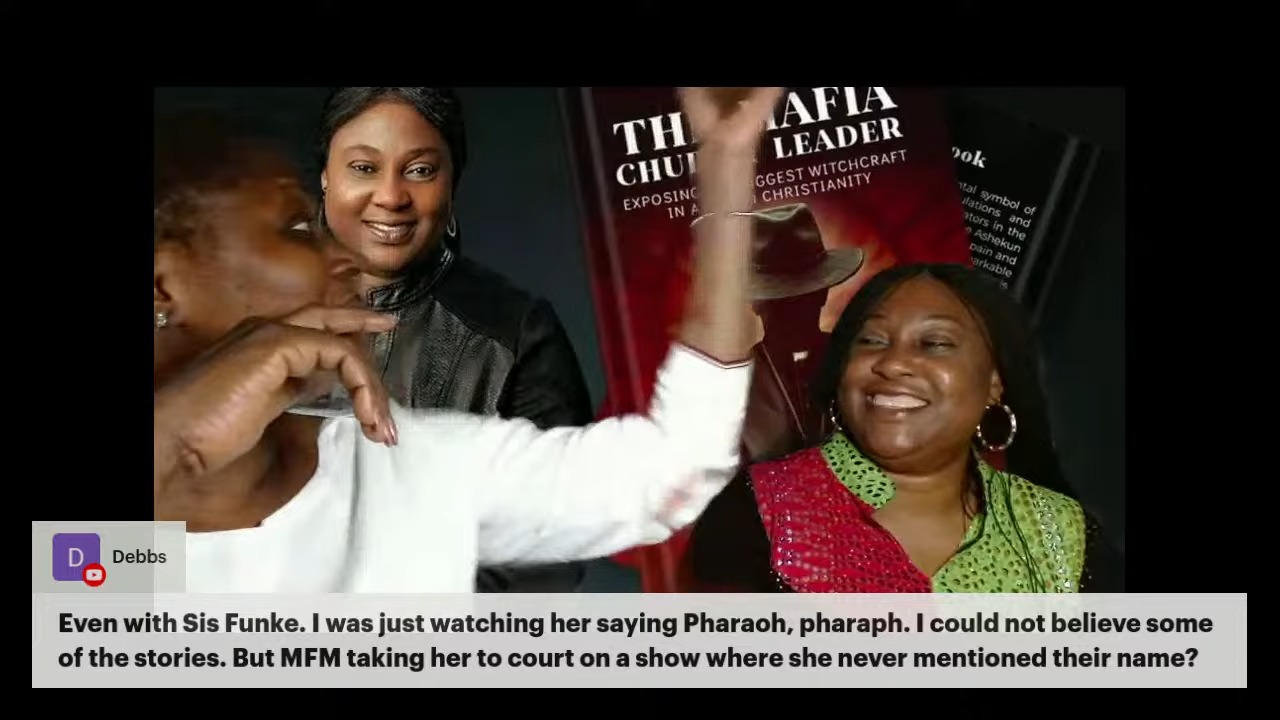 THE MAFIA
CHU LEADER
EXPOSING GGEST WITCHCRAFT
IN A CHRISTIANITY
ook
tal symbol of
ulations and
ators in the
Ashekun
pain and
arkable
D
Debbs
Even with Sis Funke. I was just watching her saying Pharaoh, pharaph. I could not believe some
of the stories. But MFM taking her to court on a show where she never mentioned their name?